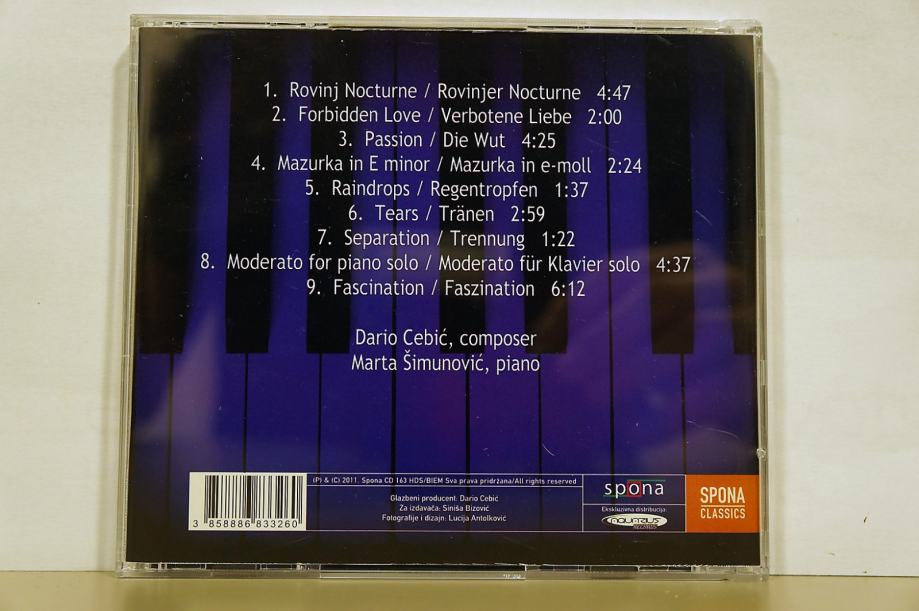 1. Rovinj Nocturne / Rovinjer Nocturne 4:47
2. Forbidden Love / Verbotene Liebe 2:00
3. Passion / Die Wut 4:25
4. Mazurka in E minor / Mazurka in e-moll 2:24
5. Raindrops / Regentropfen 1:37
6. Tears / Tränen 2:59
7. Separation / Trennung 1:22
8. Moderato for piano solo / Moderato für Klavier solo 4:37
9. Fascination / Faszination 6:12
Dario Cebić, composer
Marta Šimunović, piano
(P) & (C) 2011. Spona CD 163 HDS/BIEM Sva prava pridržana/All rights reserved
Glazbeni producent: Dario Cebić
Za izdavača: Siniša Bizović
Fotografije i dizajn: Lucija Antolković
3 858886 833260
spona
Ekskluzivna distribucija:
RECORDS
SPONA
CLASSICS